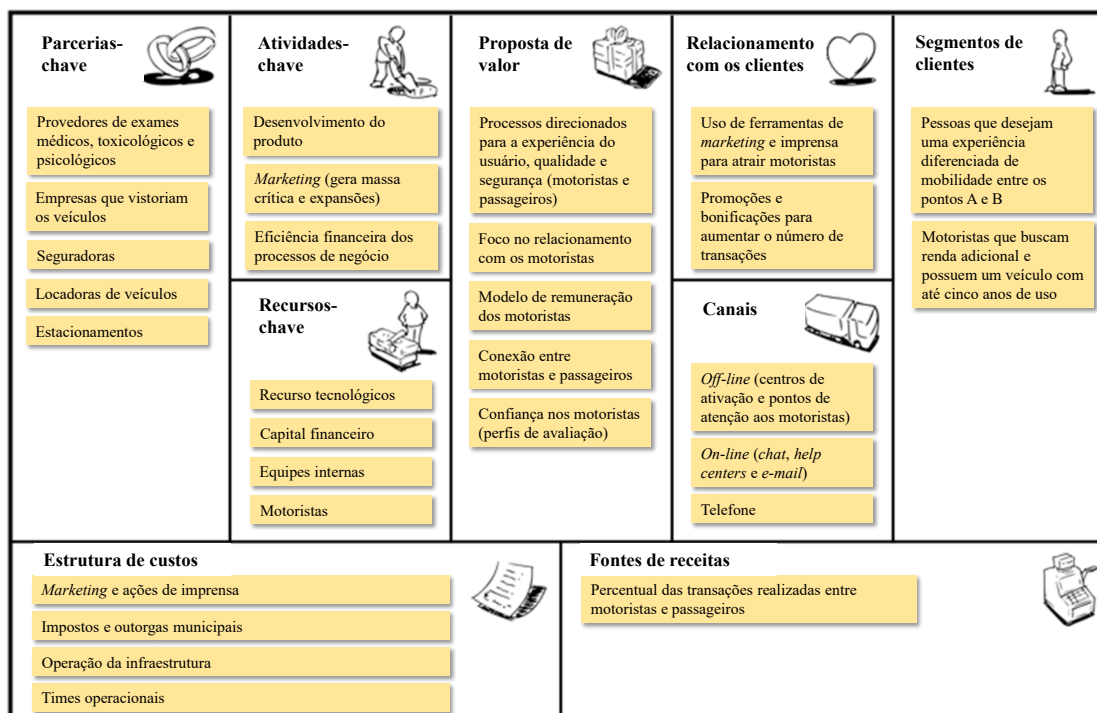 Parcerias-
chave
Provedores de exames
médicos, toxicológicos e
psicológicos
Empresas que vistoriam
os veículos
Seguradoras
Locadoras de veículos
Estacionamentos
Atividades-
chave
Desenvolvimento do
produto
Marketing (gera massa
crítica e expansões)
Eficiência financeira dos
processos de negócio
Recursos-
chave
Recurso tecnológicos
Capital financeiro
Equipes internas
Motoristas
Proposta de
valor
Processos direcionados
para a experiência do
usuário, qualidade e
segurança (motoristas e
passageiros)
Foco no relacionamento
com os motoristas
Modelo de remuneração
dos motoristas
Conexão entre
motoristas e passageiros
Confiança nos motoristas
(perfis de avaliação)
Relacionamento
com os clientes
Uso de ferramentas de
marketing e imprensa
para atrair motoristas
Promoções e
bonificações para
aumentar o número de
transações
Canais
Off-line (centros de
ativação e pontos de
atenção aos motoristas)
On-line (chat, help
centers e e-mail)
Telefone
Segmentos de
clientes
Pessoas que desejam
uma experiência
diferenciada de
mobilidade entre os
pontos A e B
Motoristas que buscam
renda adicional e
possuem um veículo com
até cinco anos de uso
Estrutura de custos
Marketing e ações de imprensa
Impostos e outorgas municipais
Operação da infraestrutura
Times operacionais
Fontes de receitas
Percentual das transações realizadas entre
motoristas e passageiros